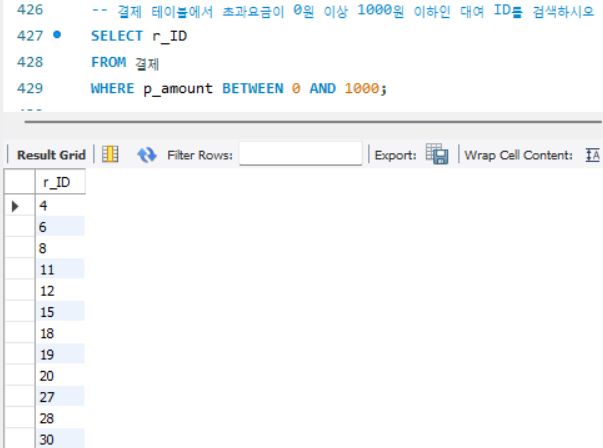 426 -- 결제 테이블에서 초과요금이 0원 이상 1000원 이하인 대여 ID를 검색하시오
427 SELECT r_ID
428 FROM 결제
429 WHERE p_amount BETWEEN 0 AND 1000;
Result Grid Filter Rows: Export: Wrap Cell Content: IA
r_ID
4
6
8
11
12
15
18
19
20
27
28
30